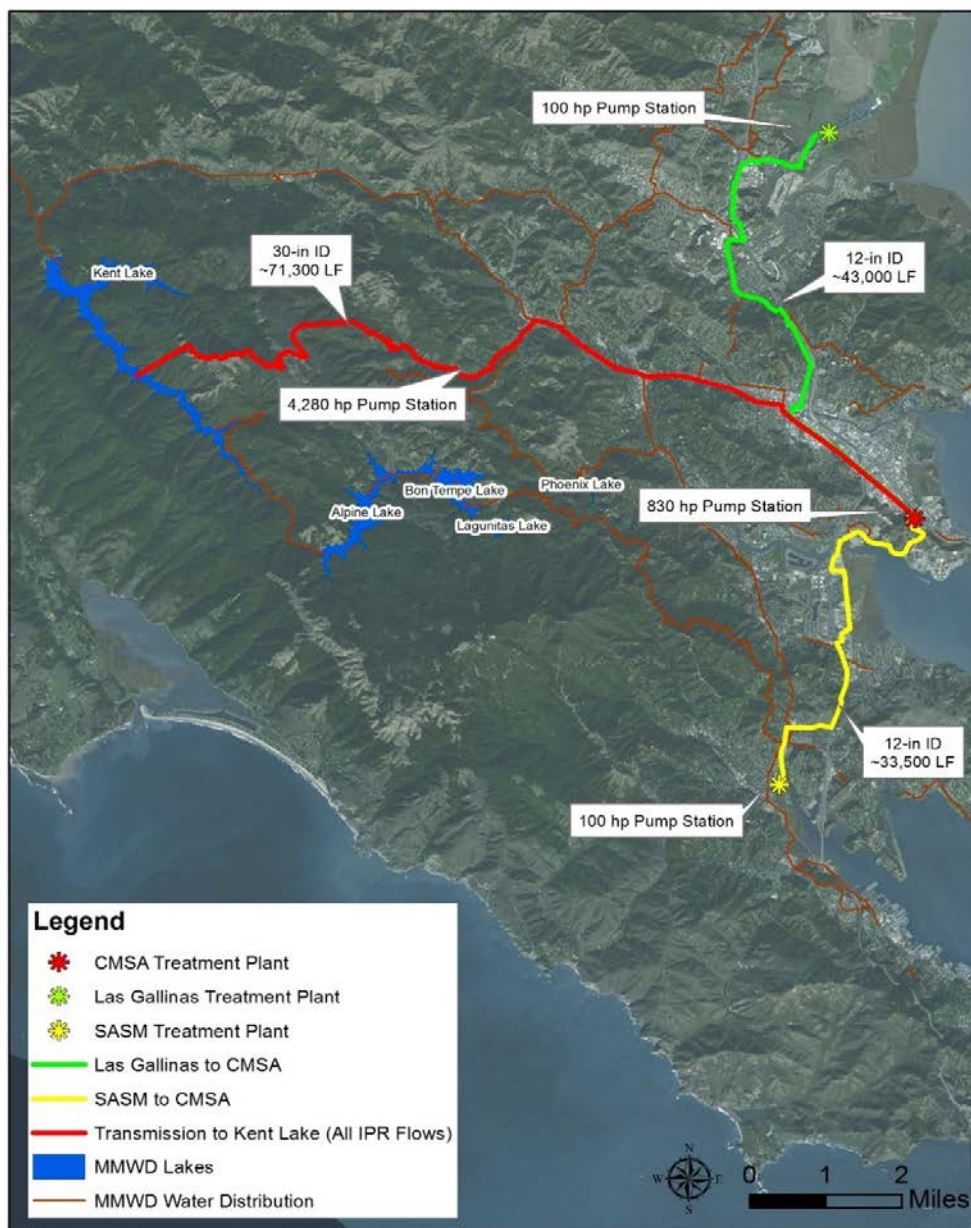 100 hp Pump Station
30-in ID
~71,300 LF
Kent Lake
12-in ID
~43,000 LF
4,280 hp Pump Station
Phoenix Lake
Bon Tempe Lake
830 hp Pump Station
Alpine Lake
Lagunitas Lake
12-in ID
~33,500 LF
100 hp Pump Station
Legend
CMSA Treatment Plant
Las Gallinas Treatment Plant
SASM Treatment Plant
Las Gallinas to CMSA
SASM to CMSA
Transmission to Kent Lake (All IPR Flows)
MMWD Lakes
MMWD Water Distribution
N
W E
S
0 1 2
Miles